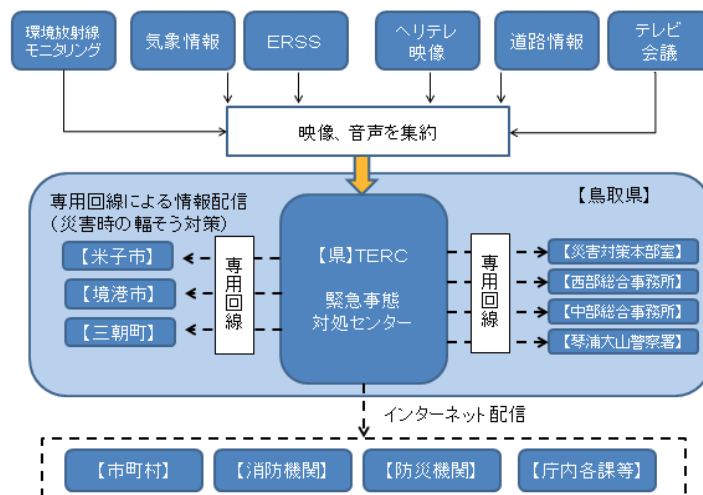 環境放射線
モニタリング
気象情報
ERSS
ヘリテレ
映像
道路情報
テレビ
会議
映像、音声を集約
専用回線による情報配信
（災害時の輻そう対策）
【鳥取県】
【米子市】
【境港市】
【三朝町】
専用回線
【県】TERC
緊急事態
対処センター
専用回線
【災害対策本部室】
【西部総合事務所】
【中部総合事務所】
【琴浦大山警察署】
インターネット配信
【市町村】
【消防機関】
【防災機関】
【庁内各課等】